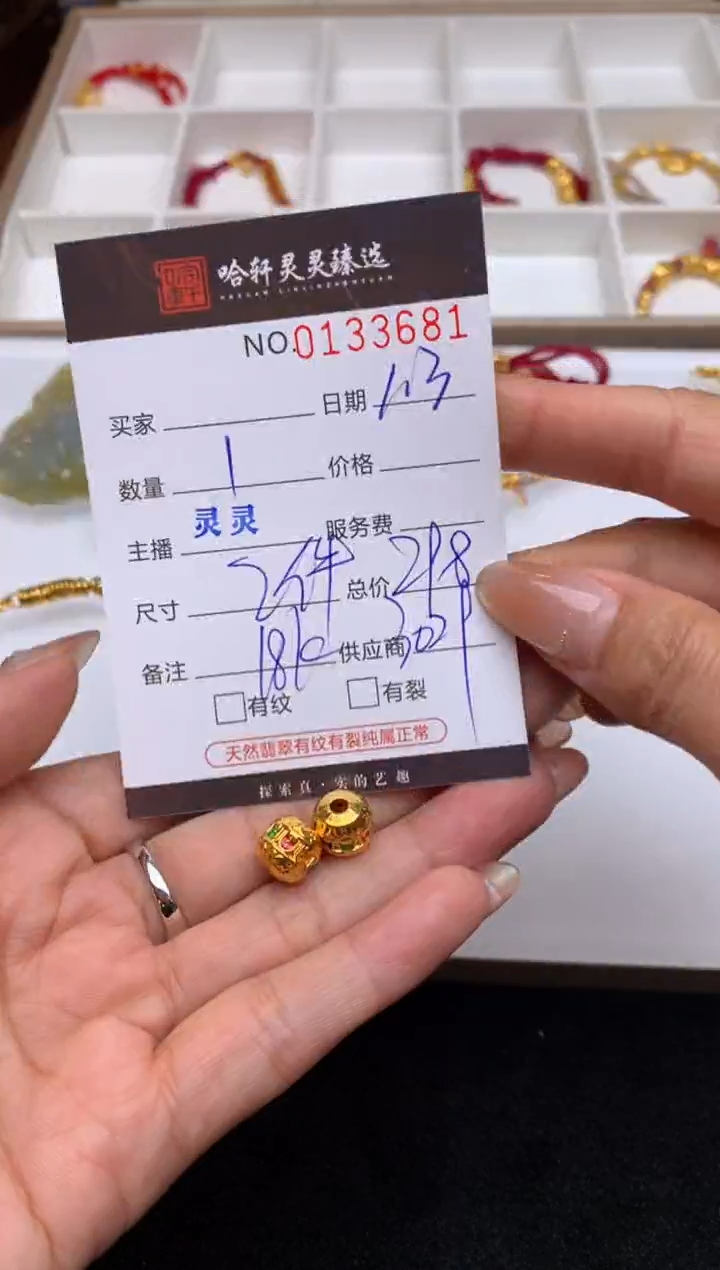 哈轩灵灵臻选
NO.0133681
买家 日期 1.3
数量 1 价格
主播 灵灵 服务费
尺寸 总价 298
备注 18k 供应商
有纹 有裂
天然翡翠有纹有裂纯属正常
探索真·实的艺趣